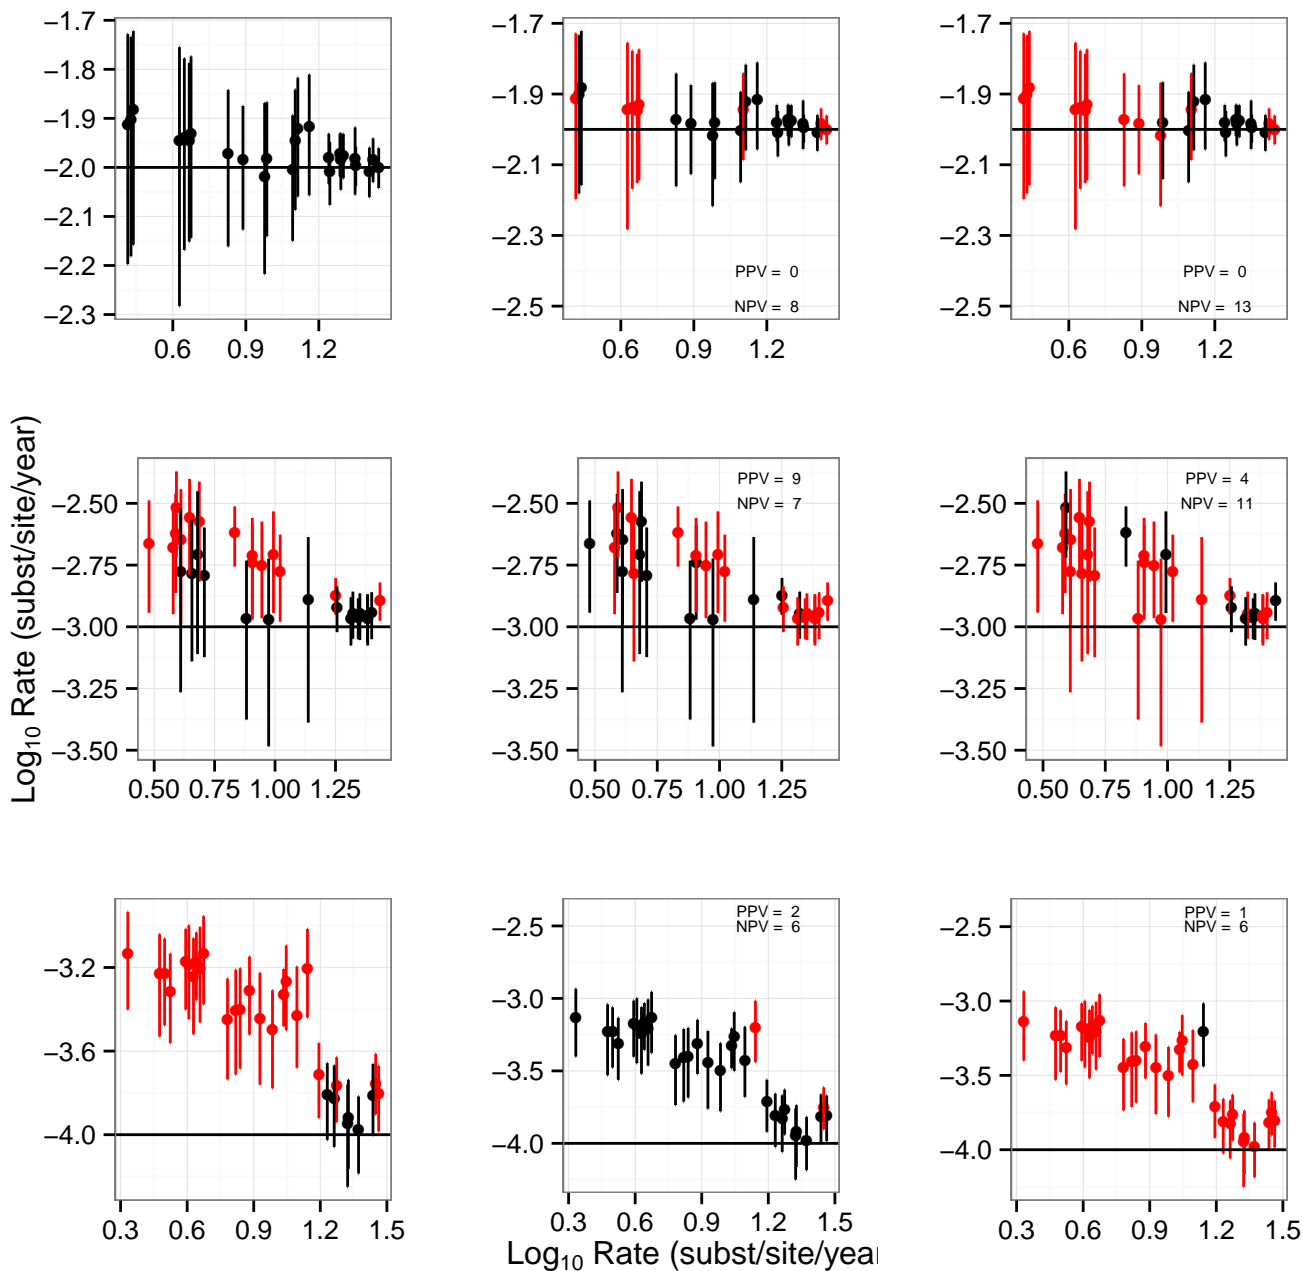 −1.7
−1.8
−1.9
−2.0
−2.1
−2.2
−2.3
0.6 0.9 1.2
−1.7
−1.9
−2.1
−2.3
−2.5
PPV = 0
NPV = 8
0.6 0.9 1.2
−1.7
−1.9
−2.1
−2.3
−2.5
PPV = 0
NPV = 13
0.6 0.9 1.2
Log₁₀ Rate (subst/site/year)
−2.50
−2.75
−3.00
−3.25
−3.50
0.50 0.75 1.00 1.25
−2.50
−2.75
−3.00
−3.25
−3.50
PPV = 9
NPV = 7
0.50 0.75 1.00 1.25
−2.50
−2.75
−3.00
−3.25
−3.50
PPV = 4
NPV = 11
0.50 0.75 1.00 1.25
−3.2
−3.6
−4.0
0.3 0.6 0.9 1.2 1.5
−2.5
−3.0
−3.5
−4.0
PPV = 2
NPV = 6
0.3 0.6 0.9 1.2 1.5
−2.5
−3.0
−3.5
−4.0
PPV = 1
NPV = 6
0.3 0.6 0.9 1.2 1.5
Log₁₀ Rate (subst/site/year